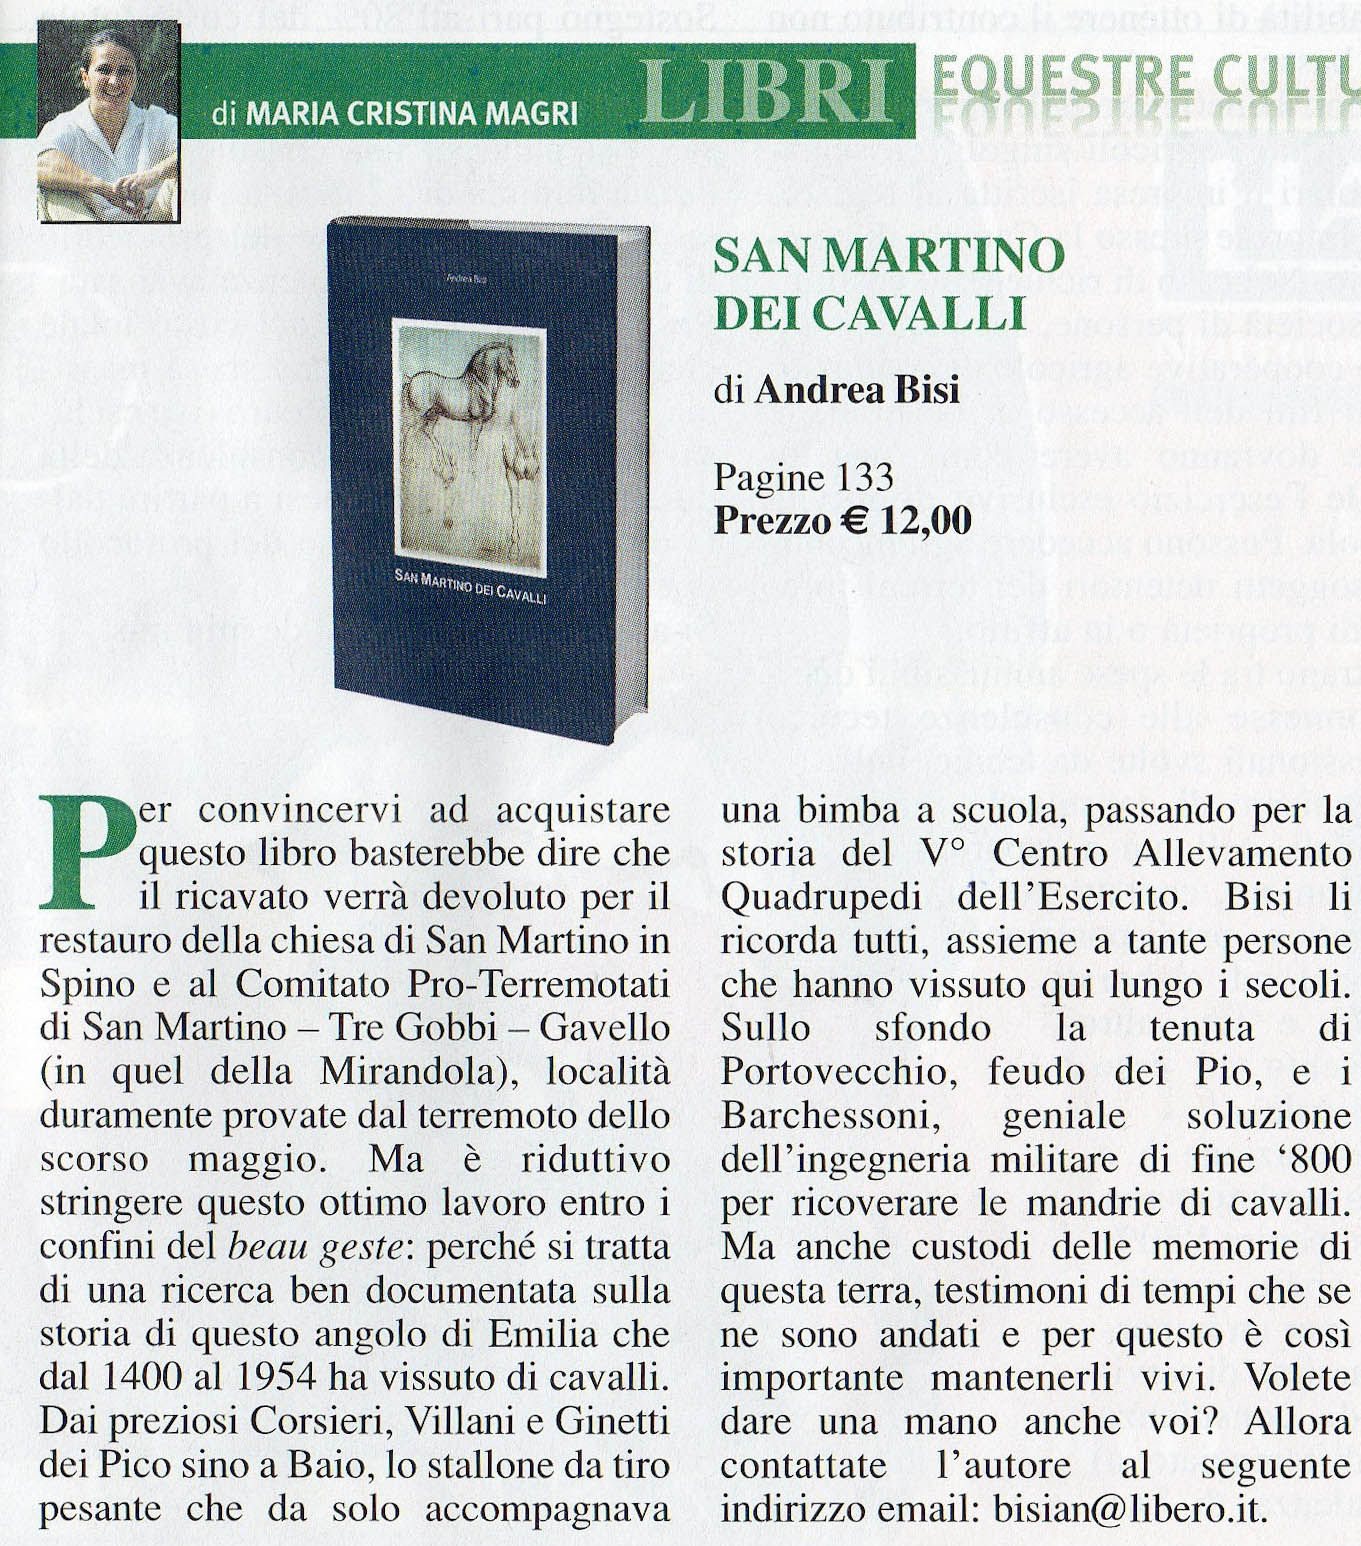 di MARIA CRISTINA MAGRI
LIBRI
EQUESTRE CULTU
Andrea Bisi
SAN MARTINO DEI CAVALLI
SAN MARTINO
DEI CAVALLI
di Andrea Bisi
Pagine 133
Prezzo € 12,00
Per convincervi ad acquistare
questo libro basterebbe dire che
il ricavato verrà devoluto per il
restauro della chiesa di San Martino in
Spino e al Comitato Pro-Terremotati
di San Martino – Tre Gobbi – Gavello
(in quel della Mirandola), località
duramente provate dal terremoto dello
scorso maggio. Ma è riduttivo
stringere questo ottimo lavoro entro i
confini del beau geste: perché si tratta
di una ricerca ben documentata sulla
storia di questo angolo di Emilia che
dal 1400 al 1954 ha vissuto di cavalli.
Dai preziosi Corsieri, Villani e Ginetti
dei Pico sino a Baio, lo stallone da tiro
pesante che da solo accompagnava
una bimba a scuola, passando per la
storia del V° Centro Allevamento
Quadrupedi dell'Esercito. Bisi li
ricorda tutti, assieme a tante persone
che hanno vissuto qui lungo i secoli.
Sullo sfondo la tenuta di
Portovecchio, feudo dei Pio, e i
Barchessoni, geniale soluzione
dell'ingegneria militare di fine ‘800
per ricoverare le mandrie di cavalli.
Ma anche custodi delle memorie di
questa terra, testimoni di tempi che se
ne sono andati e per questo è così
importante mantenerli vivi. Volete
dare una mano anche voi? Allora
contattate l'autore al seguente
indirizzo email: bisian@libero.it.